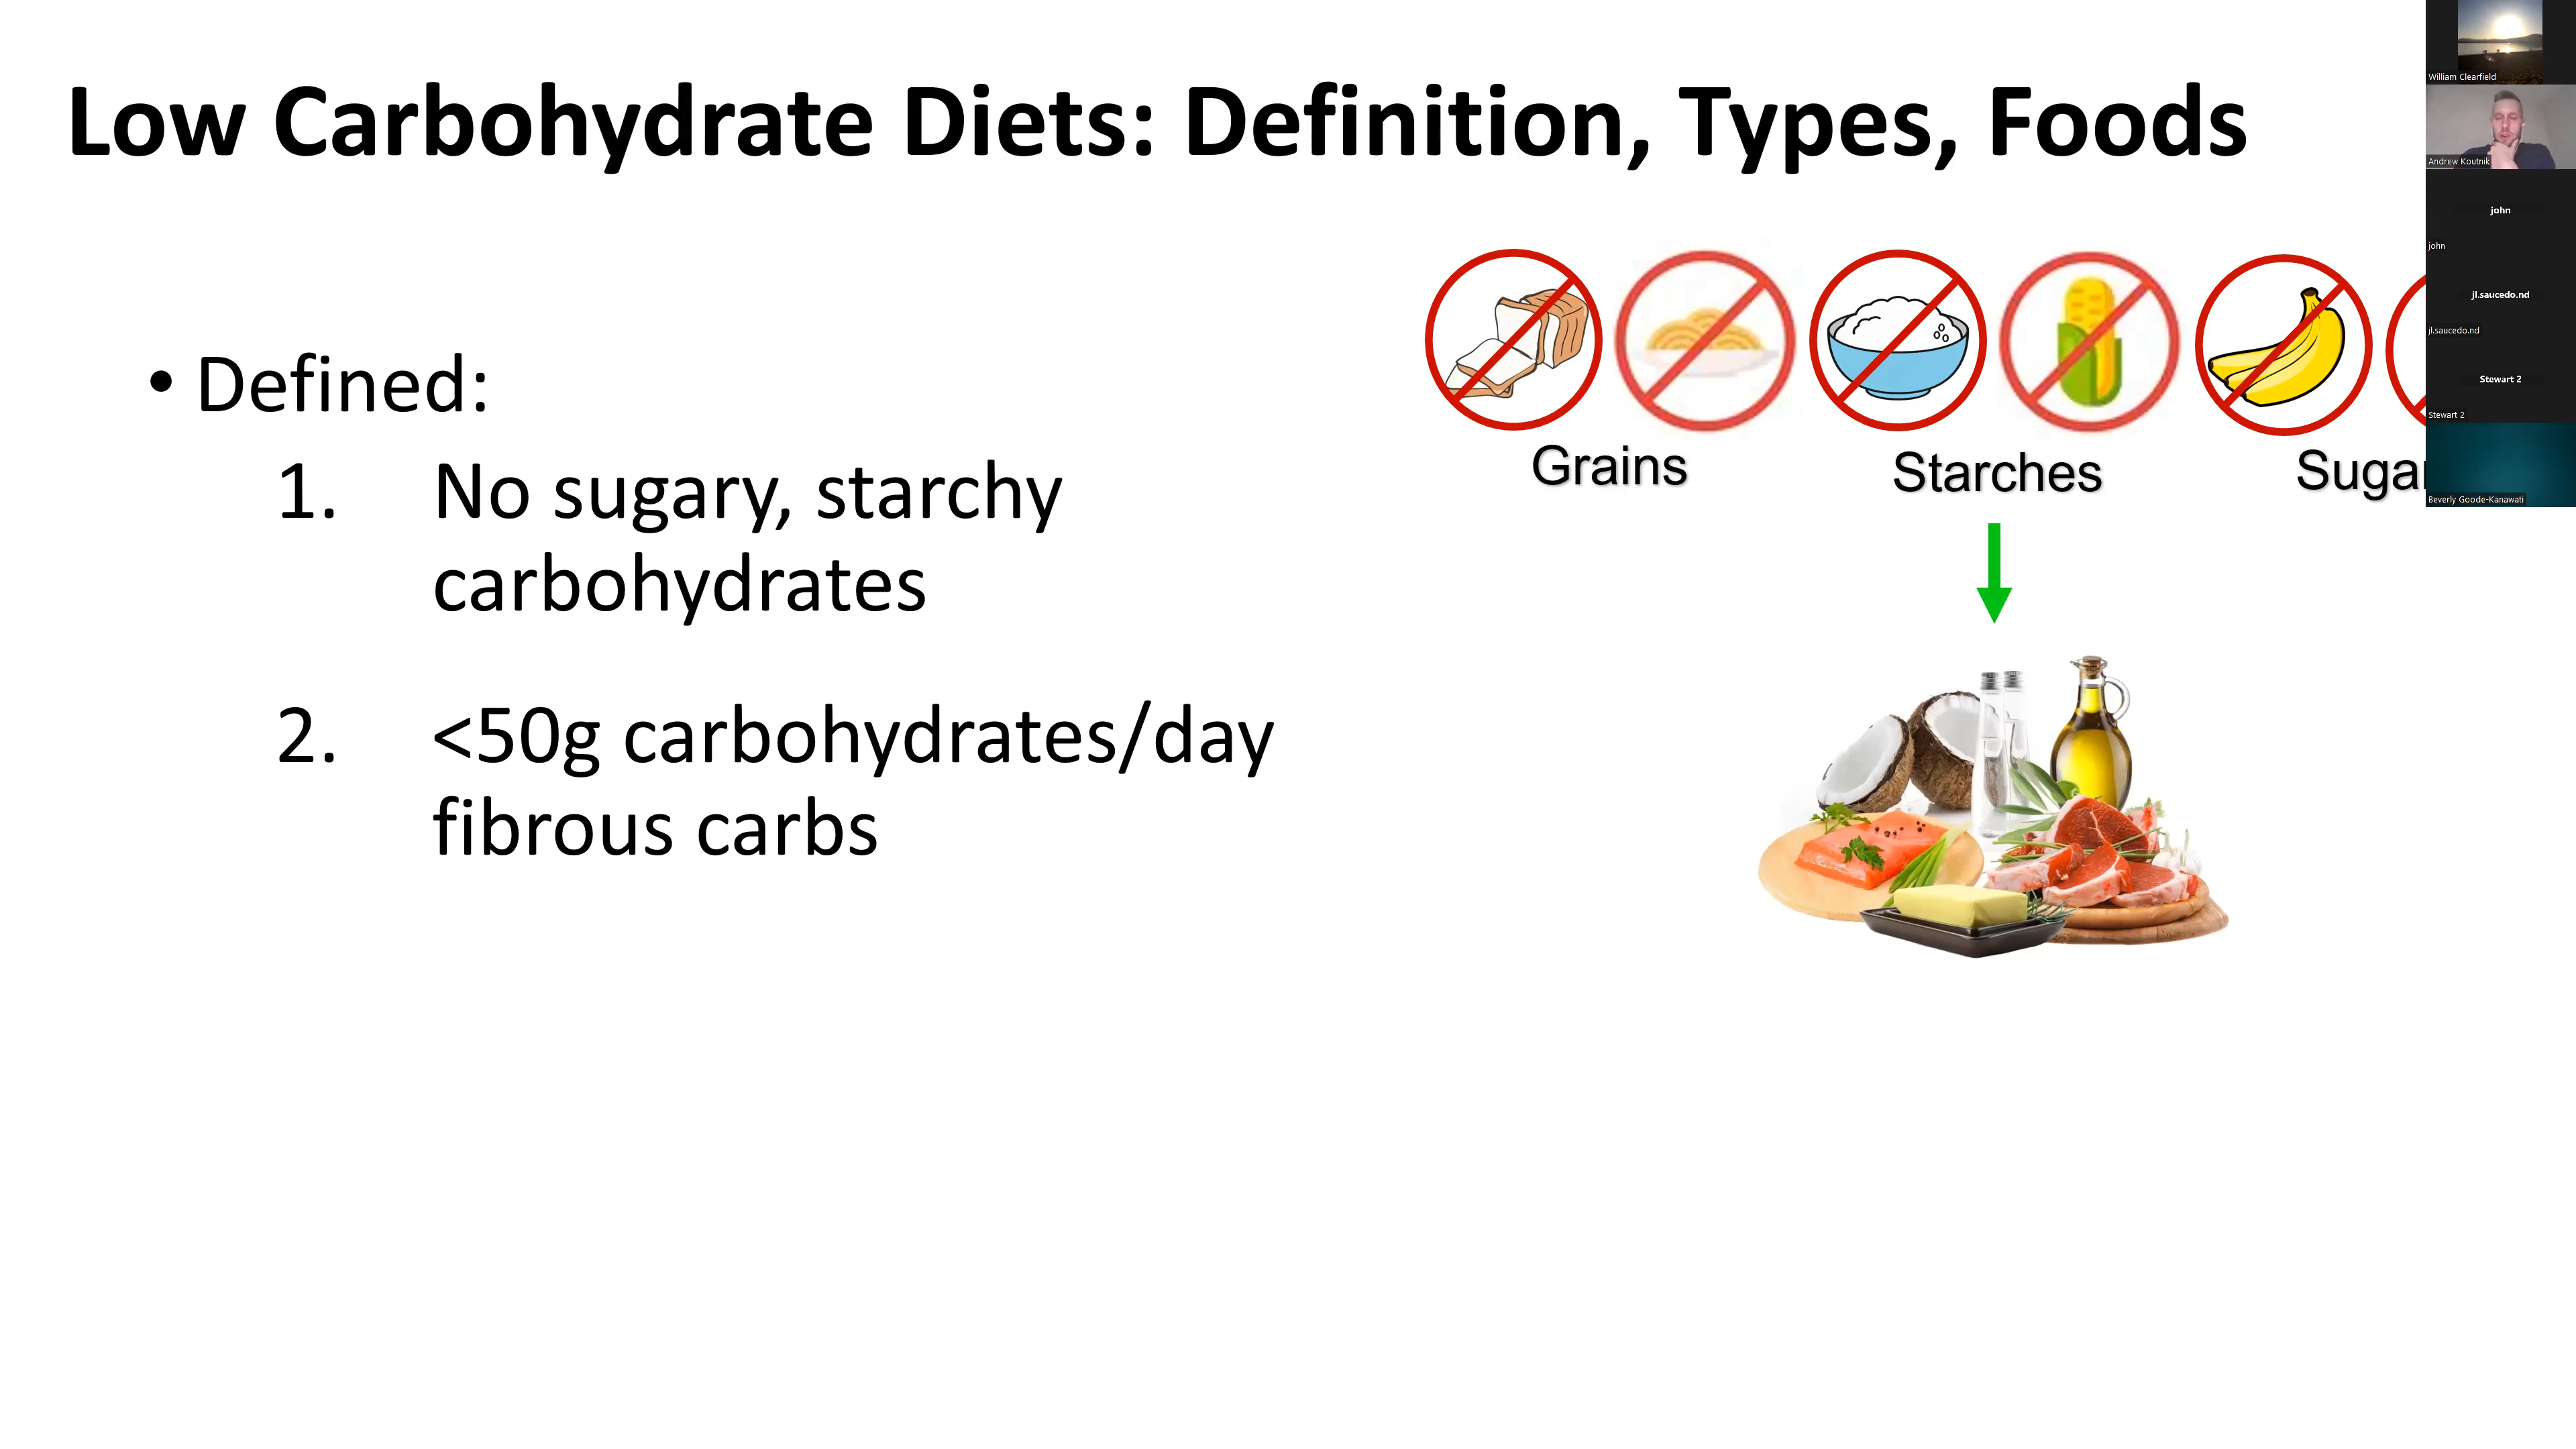 Low Carbohydrate Diets: Definition, Types, Foods
• Defined:
1. No sugary, starchy
carbohydrates
2. <50g carbohydrates/day
fibrous carbs
Grains
Starches
William Clearfield
Andrew Koutnik
john
john
jl.saucedo.nd
jl.saucedo.nd
Stewart 2
Stewart 2
Beverly Goode-Kanawati